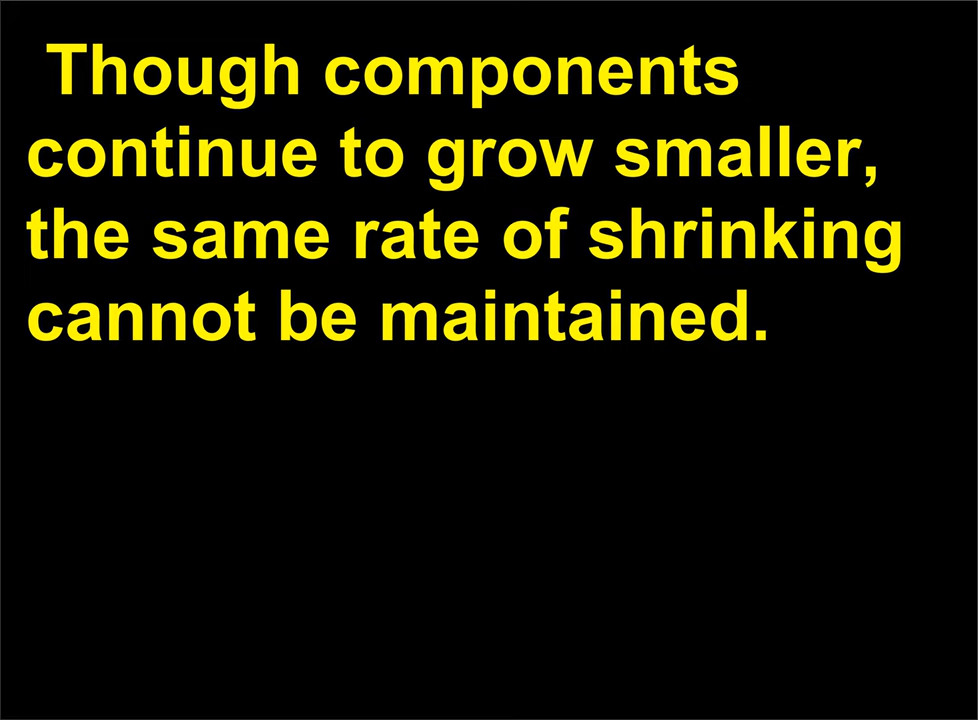 Though components
continue to grow smaller,
the same rate of shrinking
cannot be maintained.